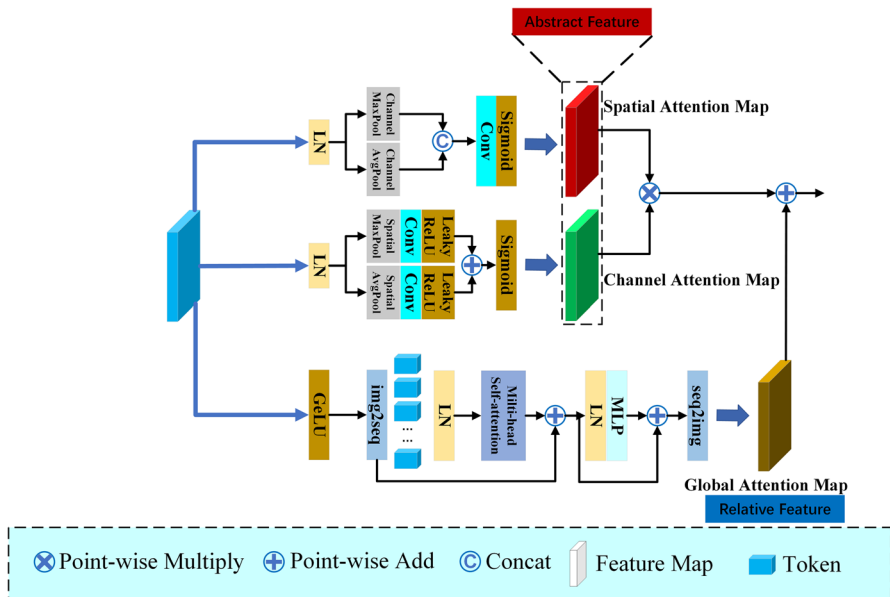 Abstract Feature
LN
Channel
MaxPool
Channel
AvgPool
C
Conv
Sigmoid
Spatial Attention Map
LN
Spatial
MaxPool
Conv
Leaky
ReLU
Spatial
AvgPool
Conv
Leaky
ReLU
Sigmoid
Channel Attention Map
GeLU
img2seq
... ...
LN
Milti-head
Self-attention
LN
MLP
seq2img
Global Attention Map
Relative Feature
Point-wise Multiply
Point-wise Add
C
Concat
Feature Map
Token